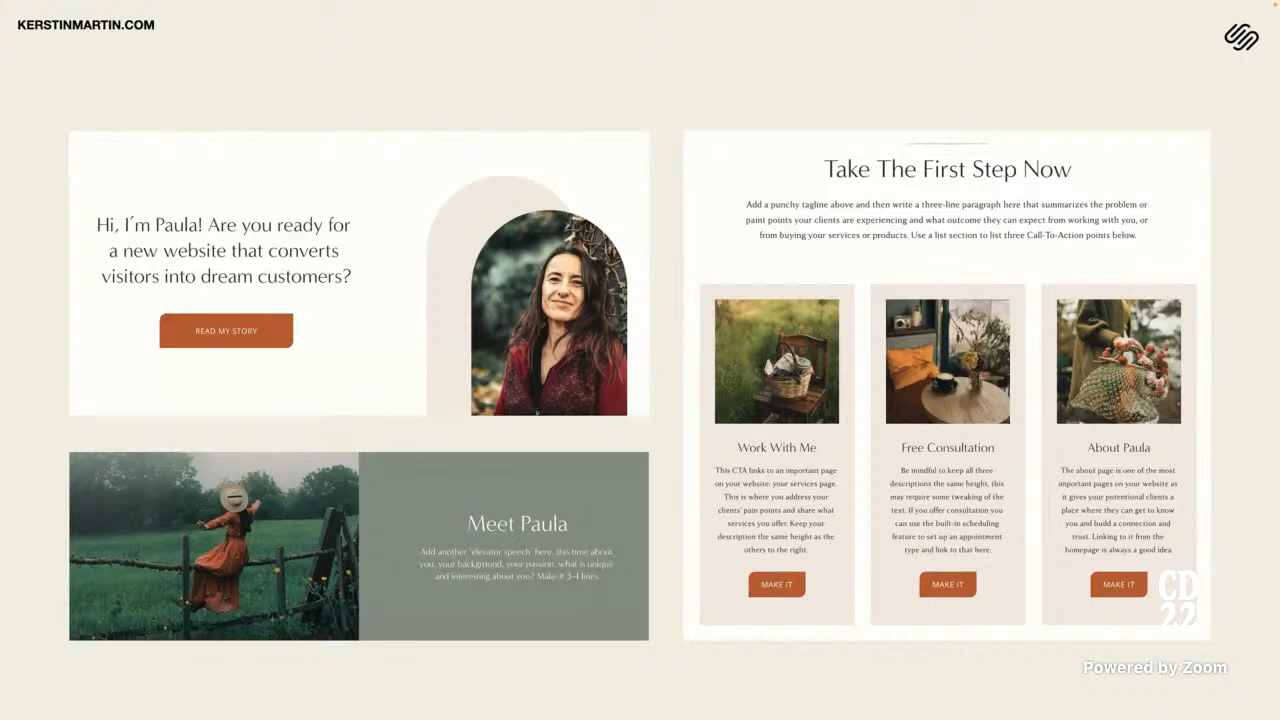 KERSTINMARTIN.COM
Hi, I'm Paula! Are you ready for
a new website that converts
visitors into dream customers?
READ MY STORY
Meet Paula
Add another 'elevator speech' here, this time about
you, your background, your passion, what is unique
and interesting about you? Make it 3-4 lines.
Take The First Step Now
Add a punchy tagline above and then write a three-line paragraph here that summarizes the problem or
paint points your clients are experiencing and what outcome they can expect from working with you, or
from buying your services or products. Use a list section to list three Call-To-Action points below.
Work With Me
This CTA links to an important page
on your website: your services page.
This is where you address your
clients' pain points and share what
services you offer. Keep your
description the same height as the
others to the right.
MAKE IT
Free Consultation
Be mindful to keep all three
descriptions the same height, this
may require some tweaking of the
text. If you offer consultation you
can use the built-in scheduling
feature to set up an appointment
type and link to that here.
MAKE IT
About Paula
The about page is one of the most
important pages on your website as
it gives your potential clients a
place where they can get to know
you and build a connection and
trust. Linking to it from the
homepage is always a good idea
MAKE IT
CD
22
Powered by Zoom